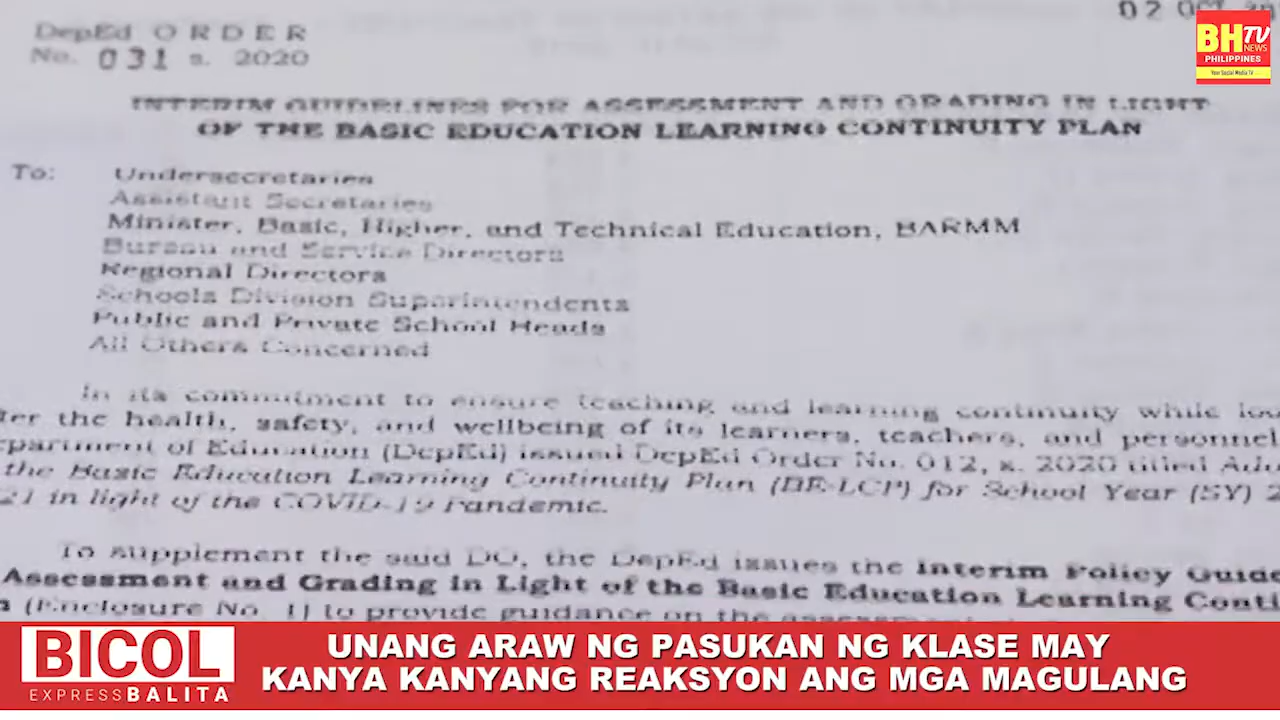 02 OCT
DepEd ORDER
No. 031 s. 2020
INTERIM GUIDELINES FOR ASSESSMENT AND GRADING IN LIGHT
OF THE BASIC EDUCATION LEARNING CONTINUITY PLAN
To: Undersecretaries
Assistant Secretaries
Minister, Basic, Higher, and Technical Education, BARMM
Bureau and Service Directors
Regional Directors
Schools Division Superintendents
Public and Private School Heads
All Others Concerned
In its commitment to ensure teaching and learning continuity while
the health, safety, and wellbeing of its learners, teachers, and personnel
of Education (DepEd) issued DepEd Order No. 012, s. 2020 titled
the Basic Education Learning Continuity Plan (BE-LCP) for School Year (SY)
21 in light of the COVID-19 Pandemic.
To supplement the said DO, the DepEd issues the Interim Policy
Assessment and Grading in Light of the Basic Education Learning
(Enclosure No. 1) to provide guidance on the
BHTV
NEWS
PHILIPPINES
Your Social Media TV
BICOL
EXPRESSBALITA
UNANG ARAW NG PASUKAN NG KLASE MAY
KANYA KANYANG REAKSYON ANG MGA MAGULANG